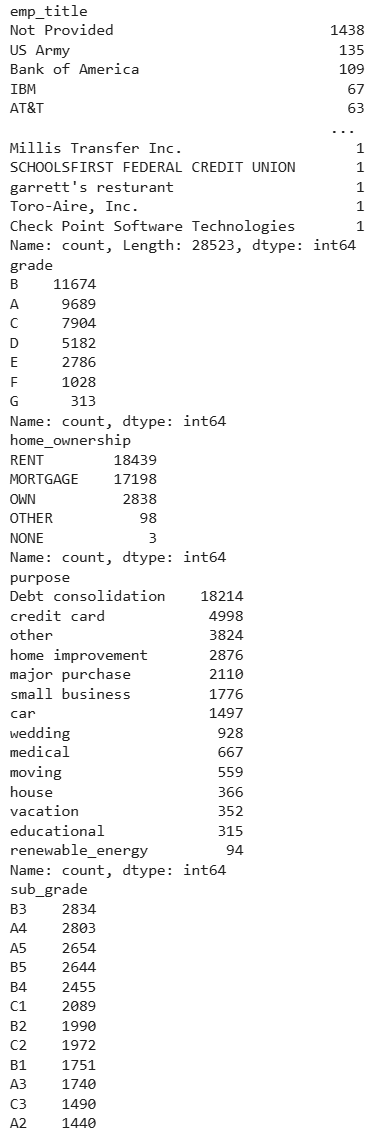 emp_title
Not Provided 1438
US Army 135
Bank of America 109
IBM 67
AT&T 63
...
Millis Transfer Inc. 1
SCHOOLSFIRST FEDERAL CREDIT UNION 1
garrett's resturant 1
Toro-Aire, Inc. 1
Check Point Software Technologies 1
Name: count, Length: 28523, dtype: int64
grade
B 11674
A 9689
C 7904
D 5182
E 2786
F 1028
G 313
Name: count, dtype: int64
home_ownership
RENT 18439
MORTGAGE 17198
OWN 2838
OTHER 98
NONE 3
Name: count, dtype: int64
purpose
Debt consolidation 18214
credit card 4998
other 3824
home improvement 2876
major purchase 2110
small business 1776
car 1497
wedding 928
medical 667
moving 559
house 366
vacation 352
educational 315
renewable_energy 94
Name: count, dtype: int64
sub_grade
B3 2834
A4 2803
A5 2654
B5 2644
B4 2455
C1 2089
B2 1990
C2 1972
B1 1751
A3 1740
C3 1490
A2 1440